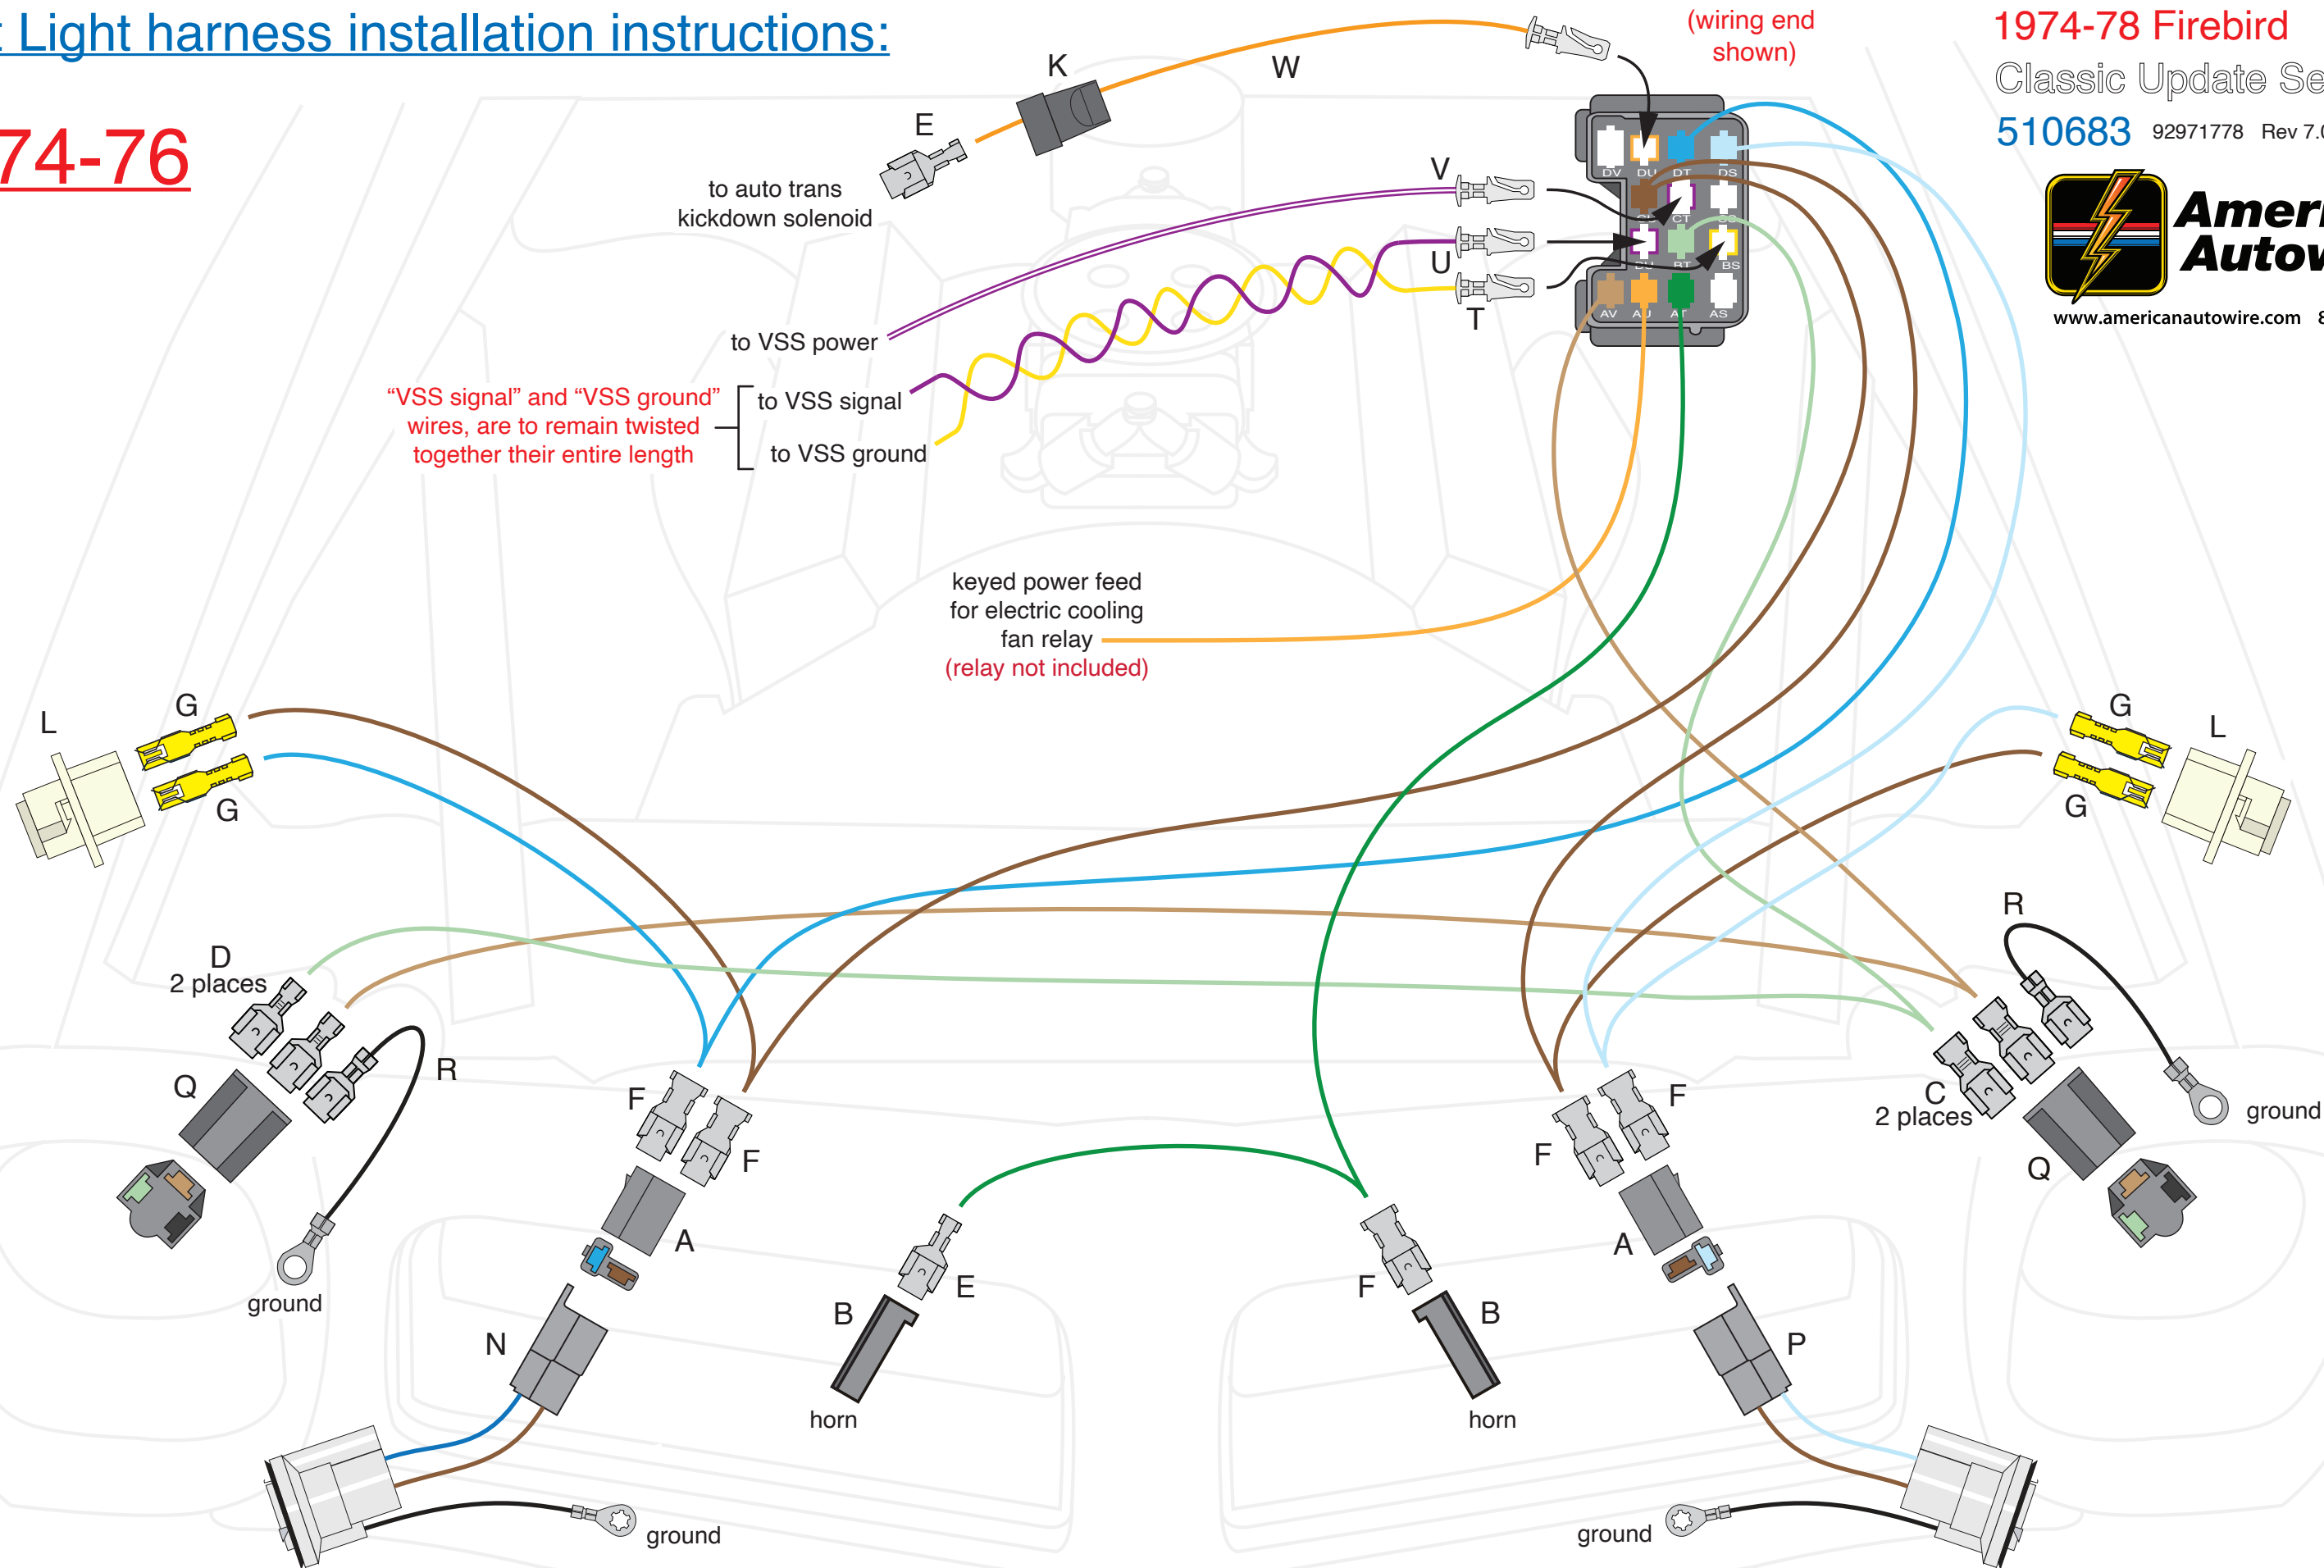 Light harness installation instructions:
74-76
(wiring end
shown)
1974-78 Firebird
Classic Update
510683 92971778 Rev 7.0
www.americanautowire.com
K
W
E
to auto trans
kickdown solenoid
V
U
T
DV DU DT DS
CT
BT BS
AV AU AT AS
to VSS power
“VSS signal” and “VSS ground”
wires, are to remain twisted
together their entire length
to VSS signal
to VSS ground
keyed power feed
for electric cooling
fan relay
(relay not included)
L
G
G
G
L
G
D
2 places
R
Q
ground
F
F
A
N
ground
E
B
horn
F
B
horn
F
F
A
P
ground
R
C
2 places
Q
ground